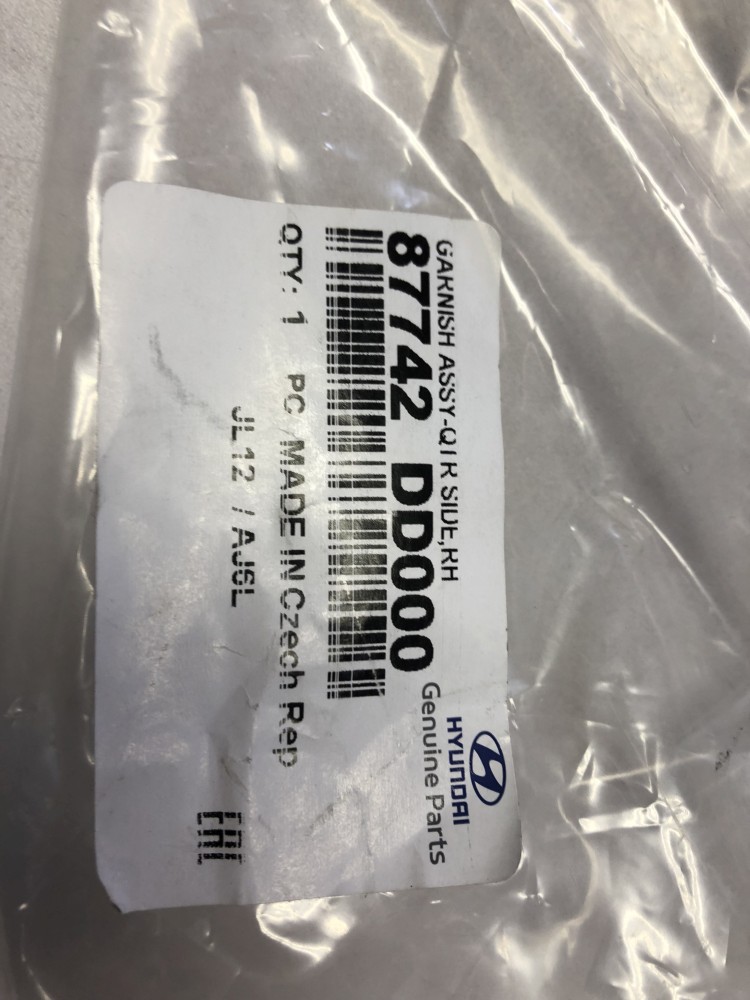 HYUNDAI
Genuine Parts
GARNISH ASSY-QTR SIDE,RH
87742 DD000
QTY: 1 PC /MADE IN Czech Rep
JL12 / AJ6L
EAC